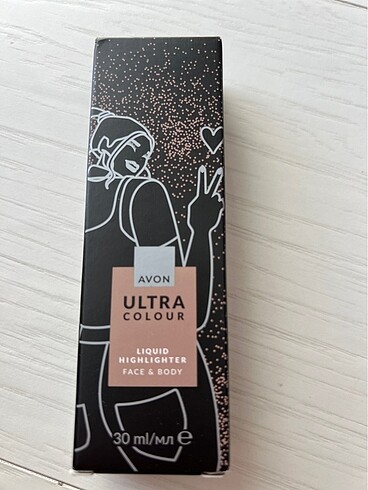 AVON
ULTRA
COLOUR
LIQUID
HIGHLIGHTER
FACE & BODY
30 ml/мл ℮